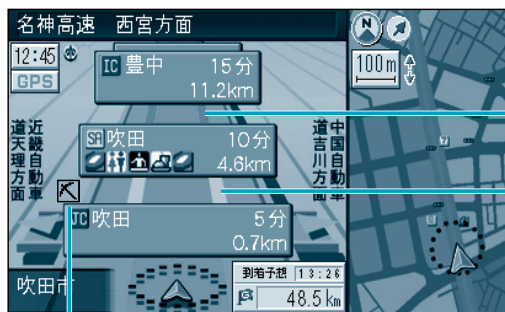 名神高速 西宮方面
12:45
GPS
IC 豊中 15分
11.2km
SA 吹田 10分
4.6km
近畿自動車
道天理方面
中国自動車
道吉川方面
JC 吹田 5分
0.7km
吹田市
到着予想 13:26
48.5km
N
100m